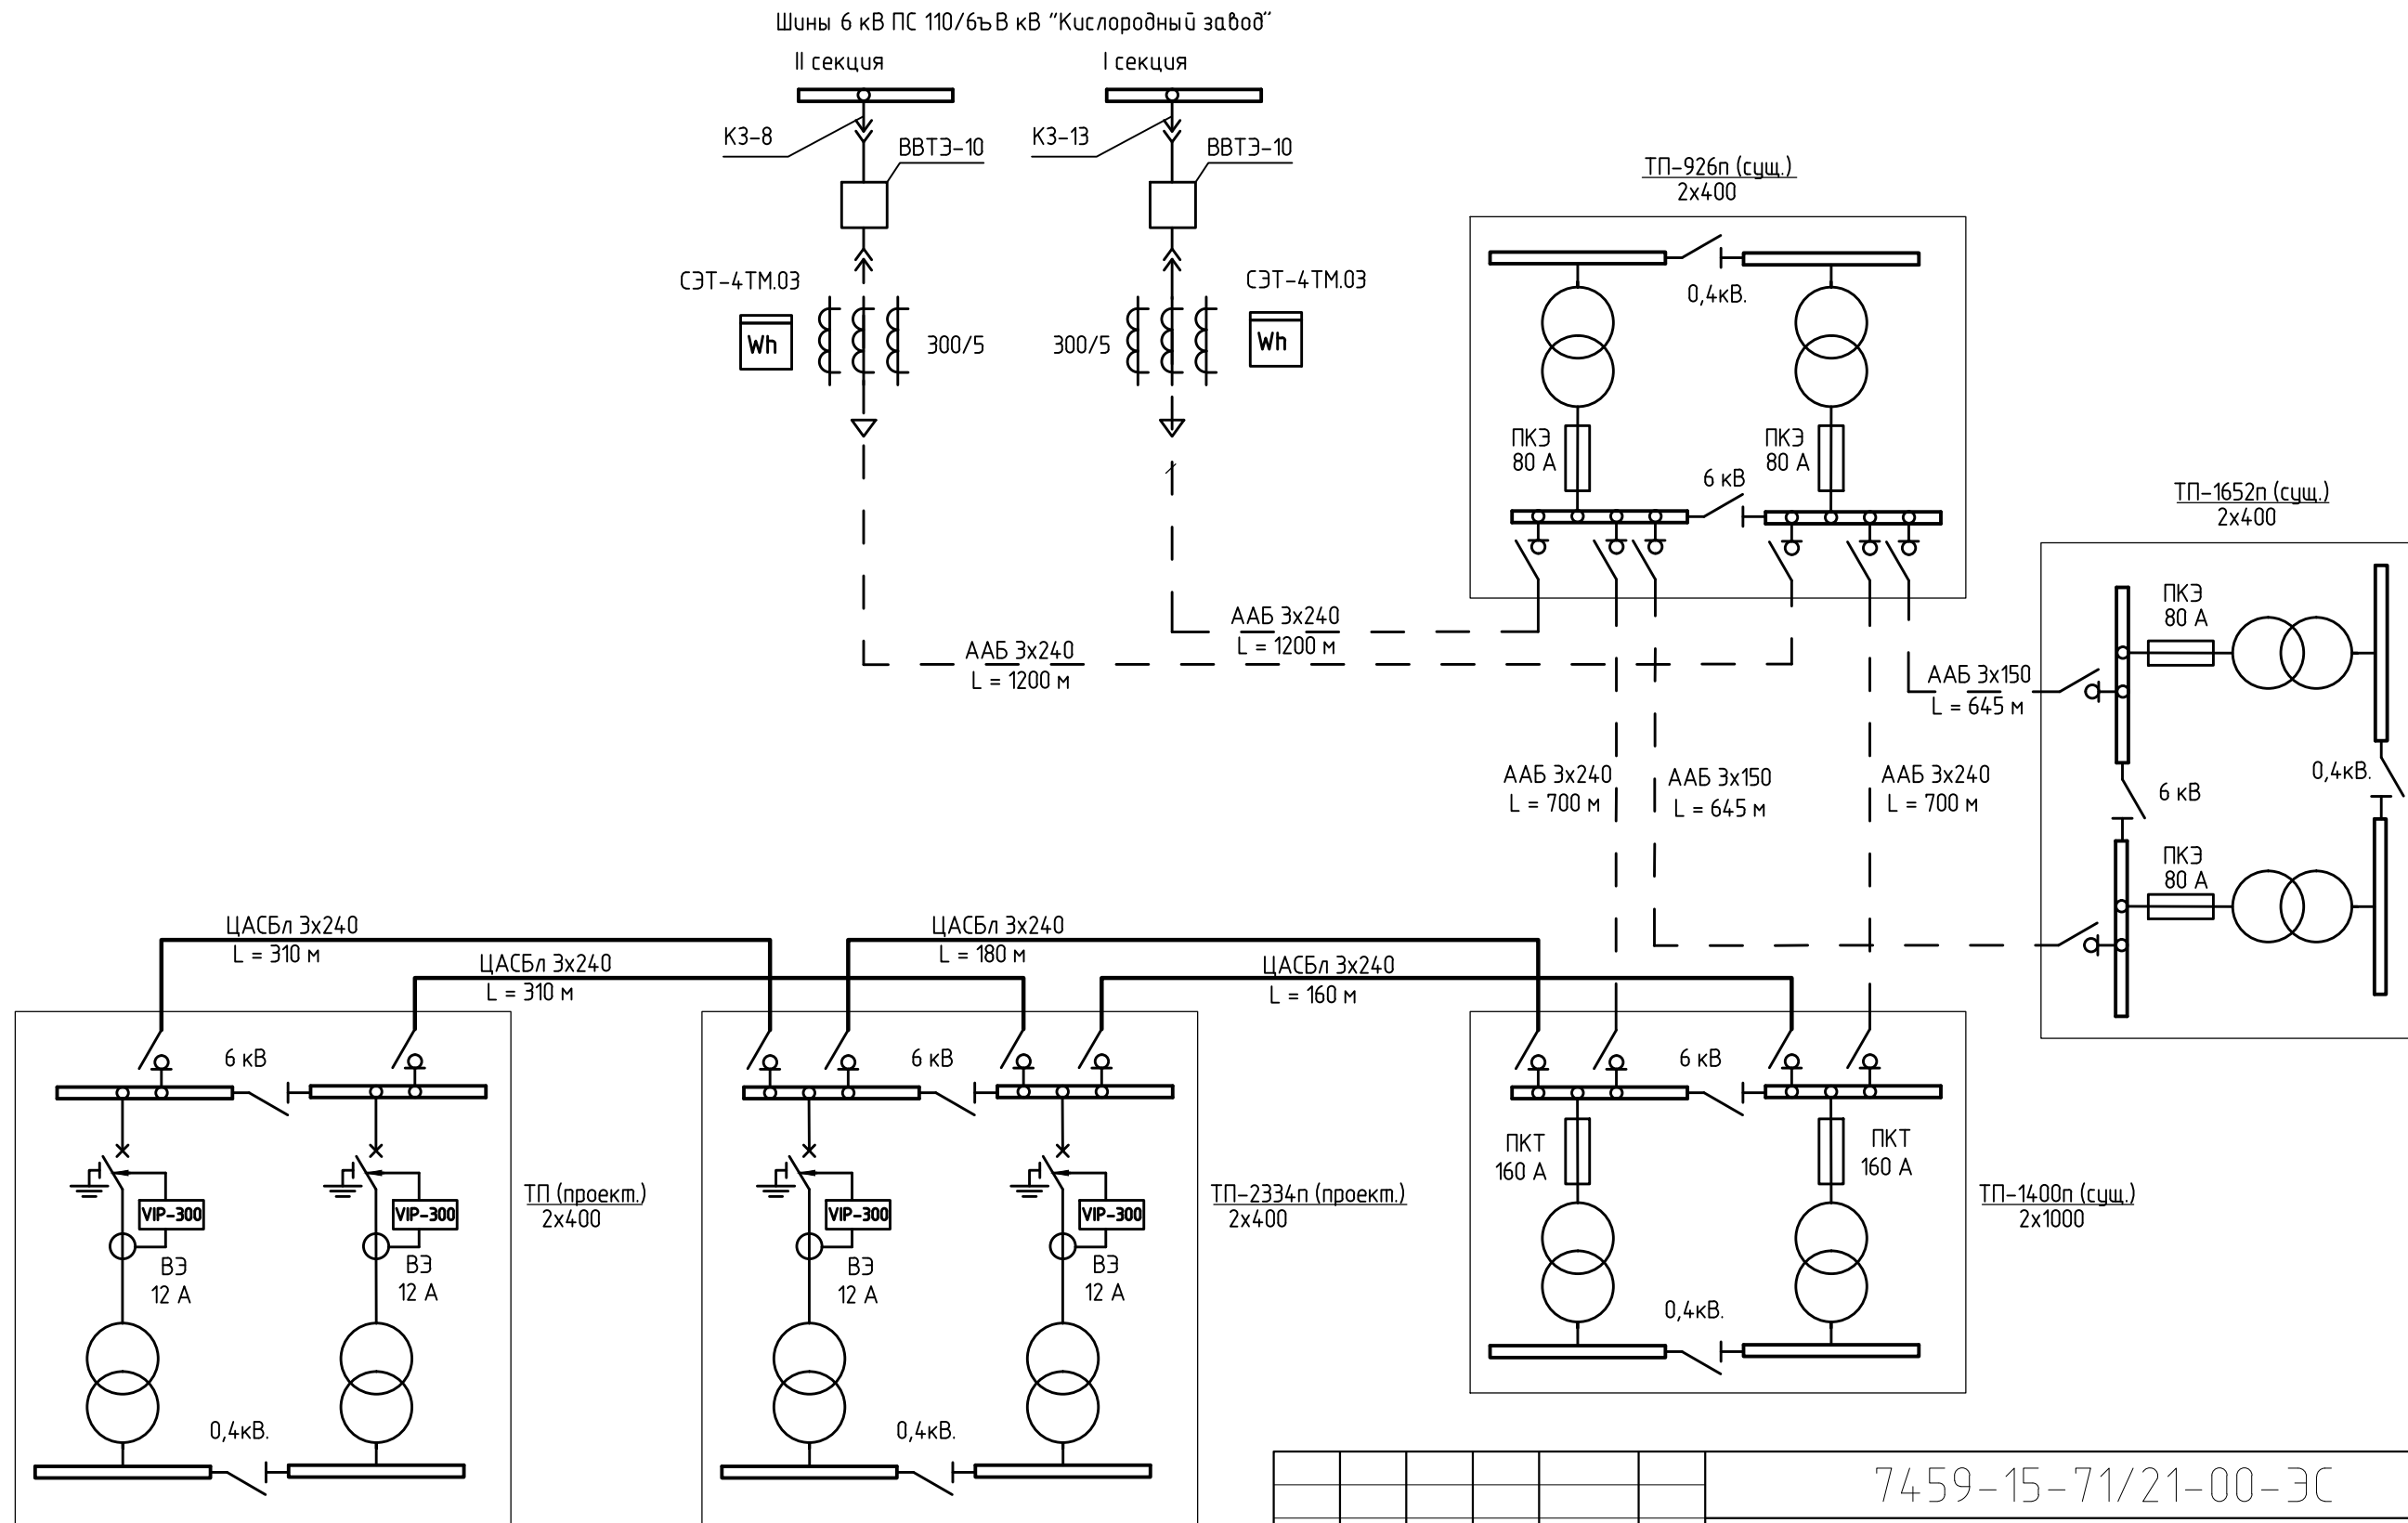 Шины 6 кВ ПС 110/6ъВ кВ "Кислородный завод"
II секция
I секция
КЗ-8
ВВТЭ-10
КЗ-13
ВВТЭ-10
СЭТ-4ТМ.03
Wh
300/5
300/5
СЭТ-4ТМ.03
Wh
ТП-926п (сущ.)
2х400
0,4кВ.
ПКЭ
80 А
ПКЭ
80 А
6 кВ
ААБ 3х240
L = 1200 м
ААБ 3х240
L = 1200 м
ТП-1652п (сущ.)
2х400
ПКЭ
80 А
ААБ 3х150
L = 645 м
6 кВ
0,4кВ.
ПКЭ
80 А
ААБ 3х240
L = 700 м
ААБ 3х150
L = 645 м
ААБ 3х240
L = 700 м
ЦАСБл 3х240
L = 310 м
ЦАСБл 3х240
L = 310 м
ЦАСБл 3х240
L = 180 м
ЦАСБл 3х240
L = 160 м
6 кВ
VIP-300
ВЭ
12 А
VIP-300
ВЭ
12 А
0,4кВ.
ТП (проект.)
2х400
6 кВ
VIP-300
ВЭ
12 А
VIP-300
ВЭ
12 А
0,4кВ.
ТП-2334п (проект.)
2х400
6 кВ
ПКТ
160 А
ПКТ
160 А
0,4кВ.
ТП-1400п (сущ.)
2х1000
7459-15-71/21-00-ЭС